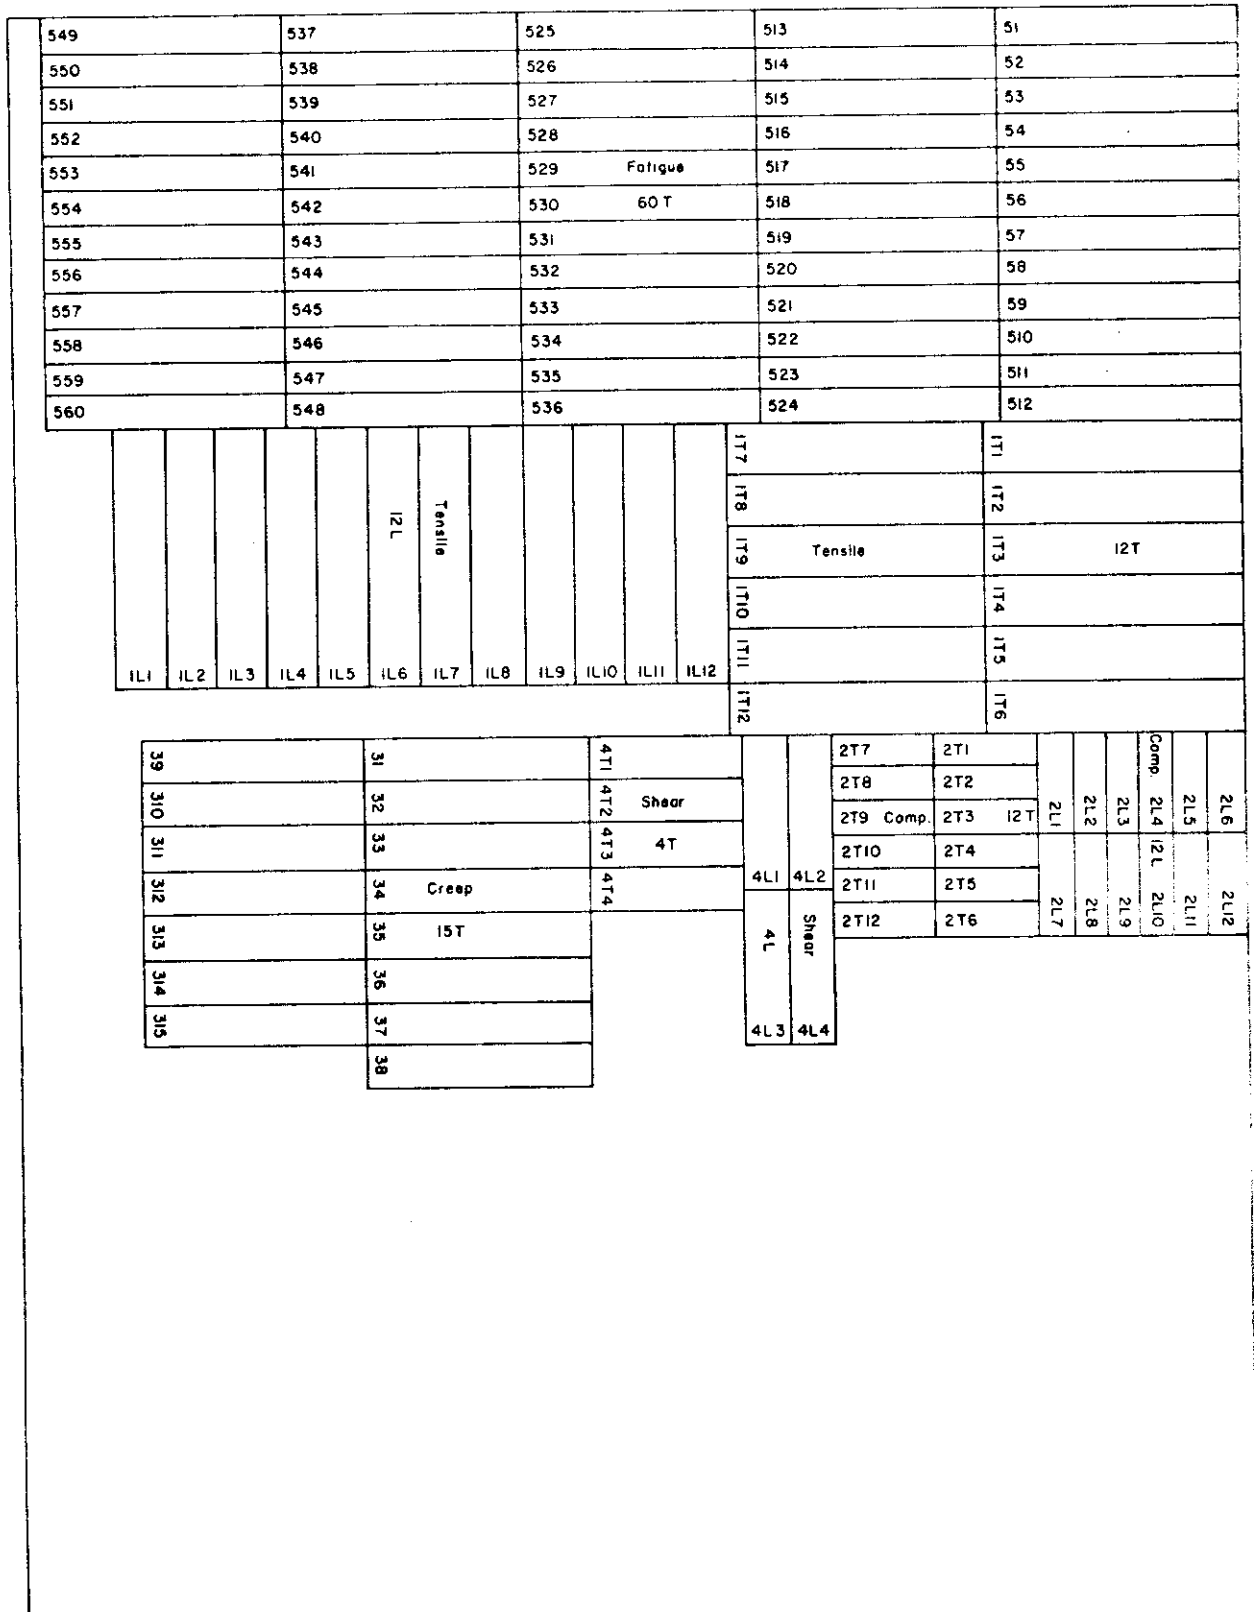 549 537 525 513 51
550 538 526 514 52
551 539 527 515 53
552 540 528 516 54
553 541 529 Fatigue 517 55
554 542 530 60 T 518 56
555 543 531 519 57
556 544 532 520 58
557 545 533 521 59
558 546 534 522 510
559 547 535 523 511
560 548 536 524 512
12 L Tensile
1L1 1L2 1L3 1L4 1L5 1L6 1L7 1L8 1L9 1L10 1L11 1L12
1T7 1T1
1T8 1T2
1T9 Tensile 1T3 12T
1T10 1T4
1T11 1T5
1T12 1T6
39 31
310 32
311 33
312 34 Creep
313 35 15T
314 36
315 37
38
4T1
4T2 Shear
4T3 4T
4T4
4L1 4L2
4L Shear
4L3 4L4
2T7 2T1
2T8 2T2
2T9 Comp. 2T3 12T
2T10 2T4
2T11 2T5
2T12 2T6
Comp.
2L1 2L2 2L3 2L4 2L5 2L6
12 L
2L7 2L8 2L9 2L10 2L11 2L12